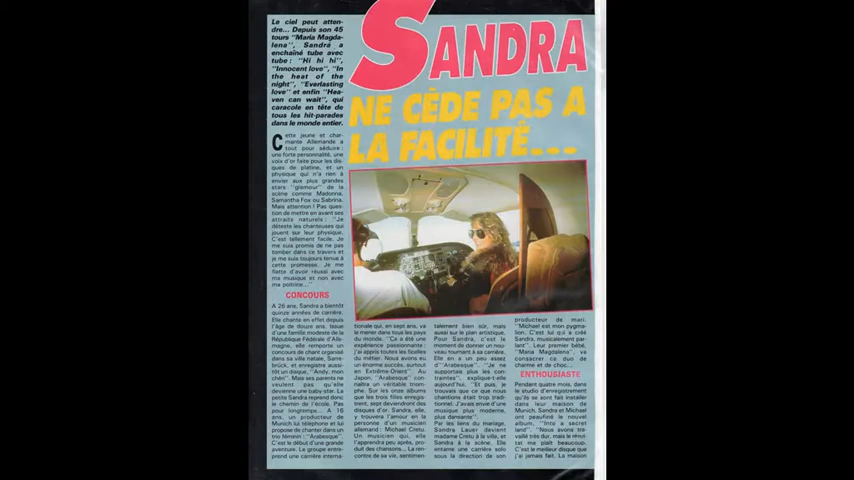 Le ciel peut atten-
dre... Depuis son 45
tours "Maria Magda-
lena", Sandra a
enchaîné tube avec
tube : "Hi hi hi",
"Innocent love", "In
the heat of the
night", "Everlasting
love" et enfin "Hea-
ven can wait", qui
caracole en tête de
tous les hit-parades
dans le monde entier.
SANDRA
NE CÈDE PAS A
LA FACILITÉ...
Cette jeune et char-
mante Allemande a
tout pour séduire :
une forte personnalité, une
voix d'or faite pour les dis-
ques de platine, et un
physique qui n'a rien à
envier aux plus grandes
stars "glamour" de la
scène comme Madonna,
Samantha Fox ou Sabrina.
Mais attention ! Pas ques-
tion de mettre en avant ses
attraits naturels : "Je
déteste les chanteuses qui
jouent sur leur physique.
C'est tellement facile. Je
me suis promis de ne pas
tomber dans ce travers et
je me suis toujours tenue à
cette promesse. Je me
flatte d'avoir réussi avec
ma musique et non avec
ma poitrine..."
CONCOURS
A 26 ans, Sandra a bientôt
quinze années de carrière.
Elle chante en effet depuis
l'âge de douze ans. Issue
d'une famille modeste de la
République Fédérale d'Alle-
magne, elle remporte un
concours de chant organisé
dans sa ville natale, Sarre-
brück, et enregistre aussi-
tôt un disque, "Andy, mon
chéri". Mais ses parents ne
veulent pas qu'elle
devienne une baby-star. La
petite Sandra reprend donc
le chemin de l'école. Pas
pour longtemps... A 16
ans, un producteur de
Munich lui téléphone et lui
propose de chanter dans un
trio féminin : "Arabesque".
C'est le début d'une grande
aventure. Le groupe entre-
prend une carrière interna-
tionale qui, en sept ans, va
le mener dans tous les pays
du monde. "Ca a été une
expérience passionnante :
j'ai appris toutes les ficelles
du métier. Nous avons eu
un énorme succès, surtout
en Extrême-Orient". Au
Japon, "Arabesque" con-
naîtra un véritable triom-
phe. Sur les onze albums
que les trois filles enregis-
trent, sept deviendront des
disques d'or. Sandra, elle,
y trouvera l'amour en la
personne d'un musicien
allemand : Michael Cretu.
Un musicien qui, elle
l'apprendra peu après, pro-
duit des chansons... La ren-
contre de sa vie, sentimen-
talement bien sûr, mais
aussi sur le plan artistique.
Pour Sandra, c'est le
moment de donner un nou-
veau tournant à sa carrière.
Elle en a un peu assez
d'"Arabesque". "Je ne
supportais plus les con-
traintes", explique-t-elle
aujourd'hui. "Et puis, je
trouvais que ce que nous
chantions était trop tradi-
tionnel. J'avais envie d'une
musique plus moderne,
plus dansante".
Par les liens du mariage,
Sandra Lauer devient
madame Cretu à la ville, et
Sandra à la scène. Elle
entame une carrière solo
sous la direction de son
producteur de mari.
"Michael est mon pygma-
lion. C'est lui qui a créé
Sandra, musicalement par-
lant". Leur premier bébé,
"Maria Magdalena", va
consacrer ce duo de
charme et de choc...
ENTHOUSIASTE
Pendant quatre mois, dans
le studio d'enregistrement
qu'ils se sont fait installer
dans leur maison de
Munich, Sandra et Michael
ont peaufiné le nouvel
album, "Into a secret
land". "Nous avons tra-
vaillé très dur, mais le résul-
tat me plaît beaucoup.
C'est le meilleur disque que
j'ai jamais fait. La maison